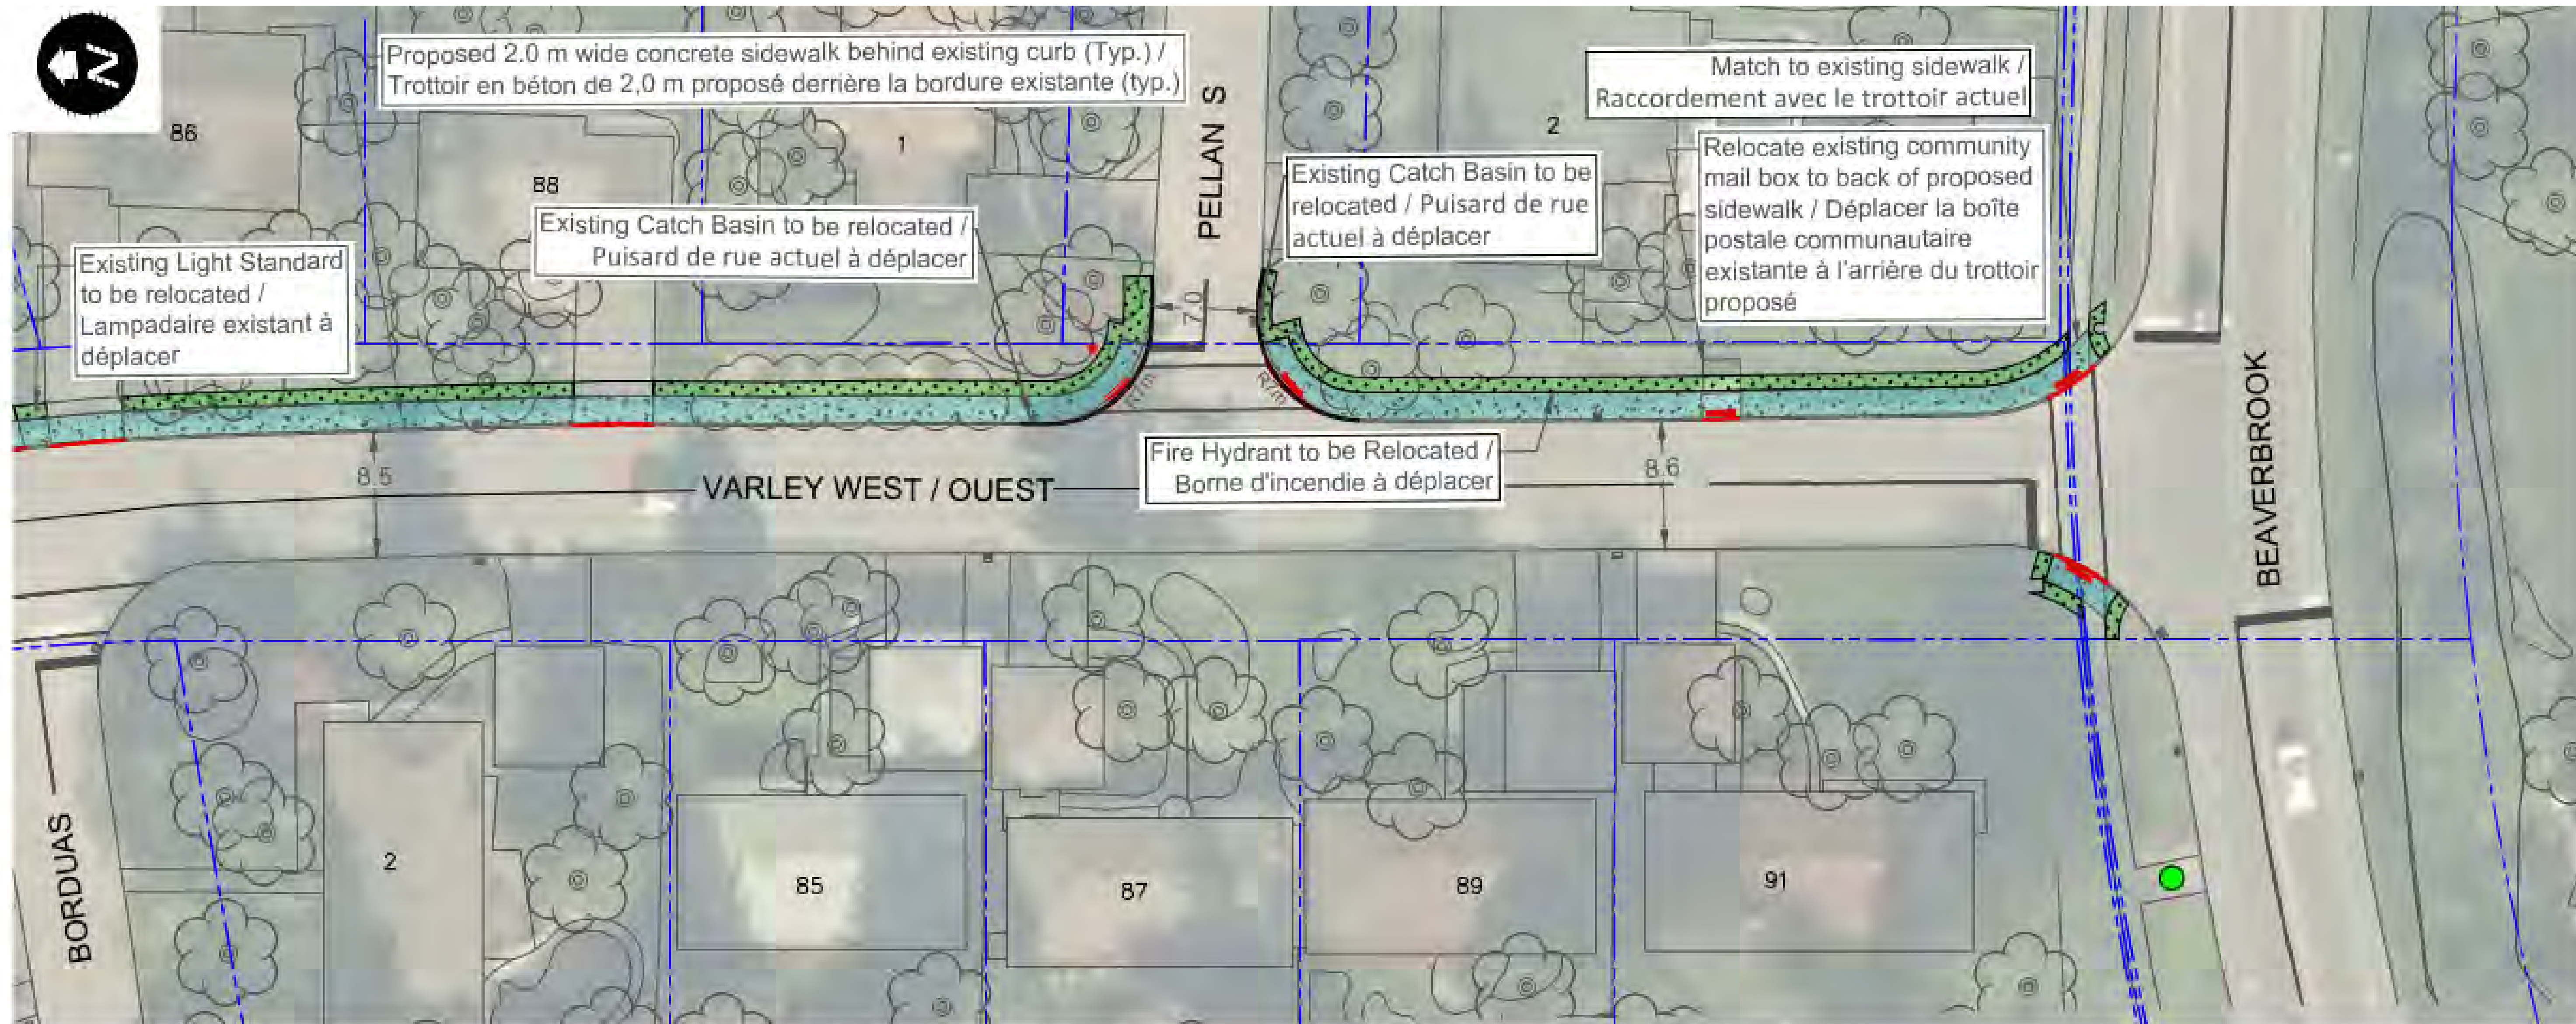 N
Proposed 2.0 m wide concrete sidewalk behind existing curb (Typ.) /
Trottoir en béton de 2,0 m proposé derrière la bordure existante (typ.)
Match to existing sidewalk /
Raccordement avec le trottoir actuel
86
88
1
PELLAN S
2
Existing Catch Basin to be relocated /
Puisard de rue actuel à déplacer
Existing Catch Basin to be
relocated / Puisard de rue
actuel à déplacer
Relocate existing community
mail box to back of proposed
sidewalk / Déplacer la boîte
postale communautaire
existante à l'arrière du trottoir
proposé
Existing Light Standard
to be relocated /
Lampadaire existant à
déplacer
7.0
R7m
R7m
Fire Hydrant to be Relocated /
Borne d'incendie à déplacer
8.5
VARLEY WEST / OUEST
8.6
BEAVERBROOK
BORDUAS
2
85
87
89
91